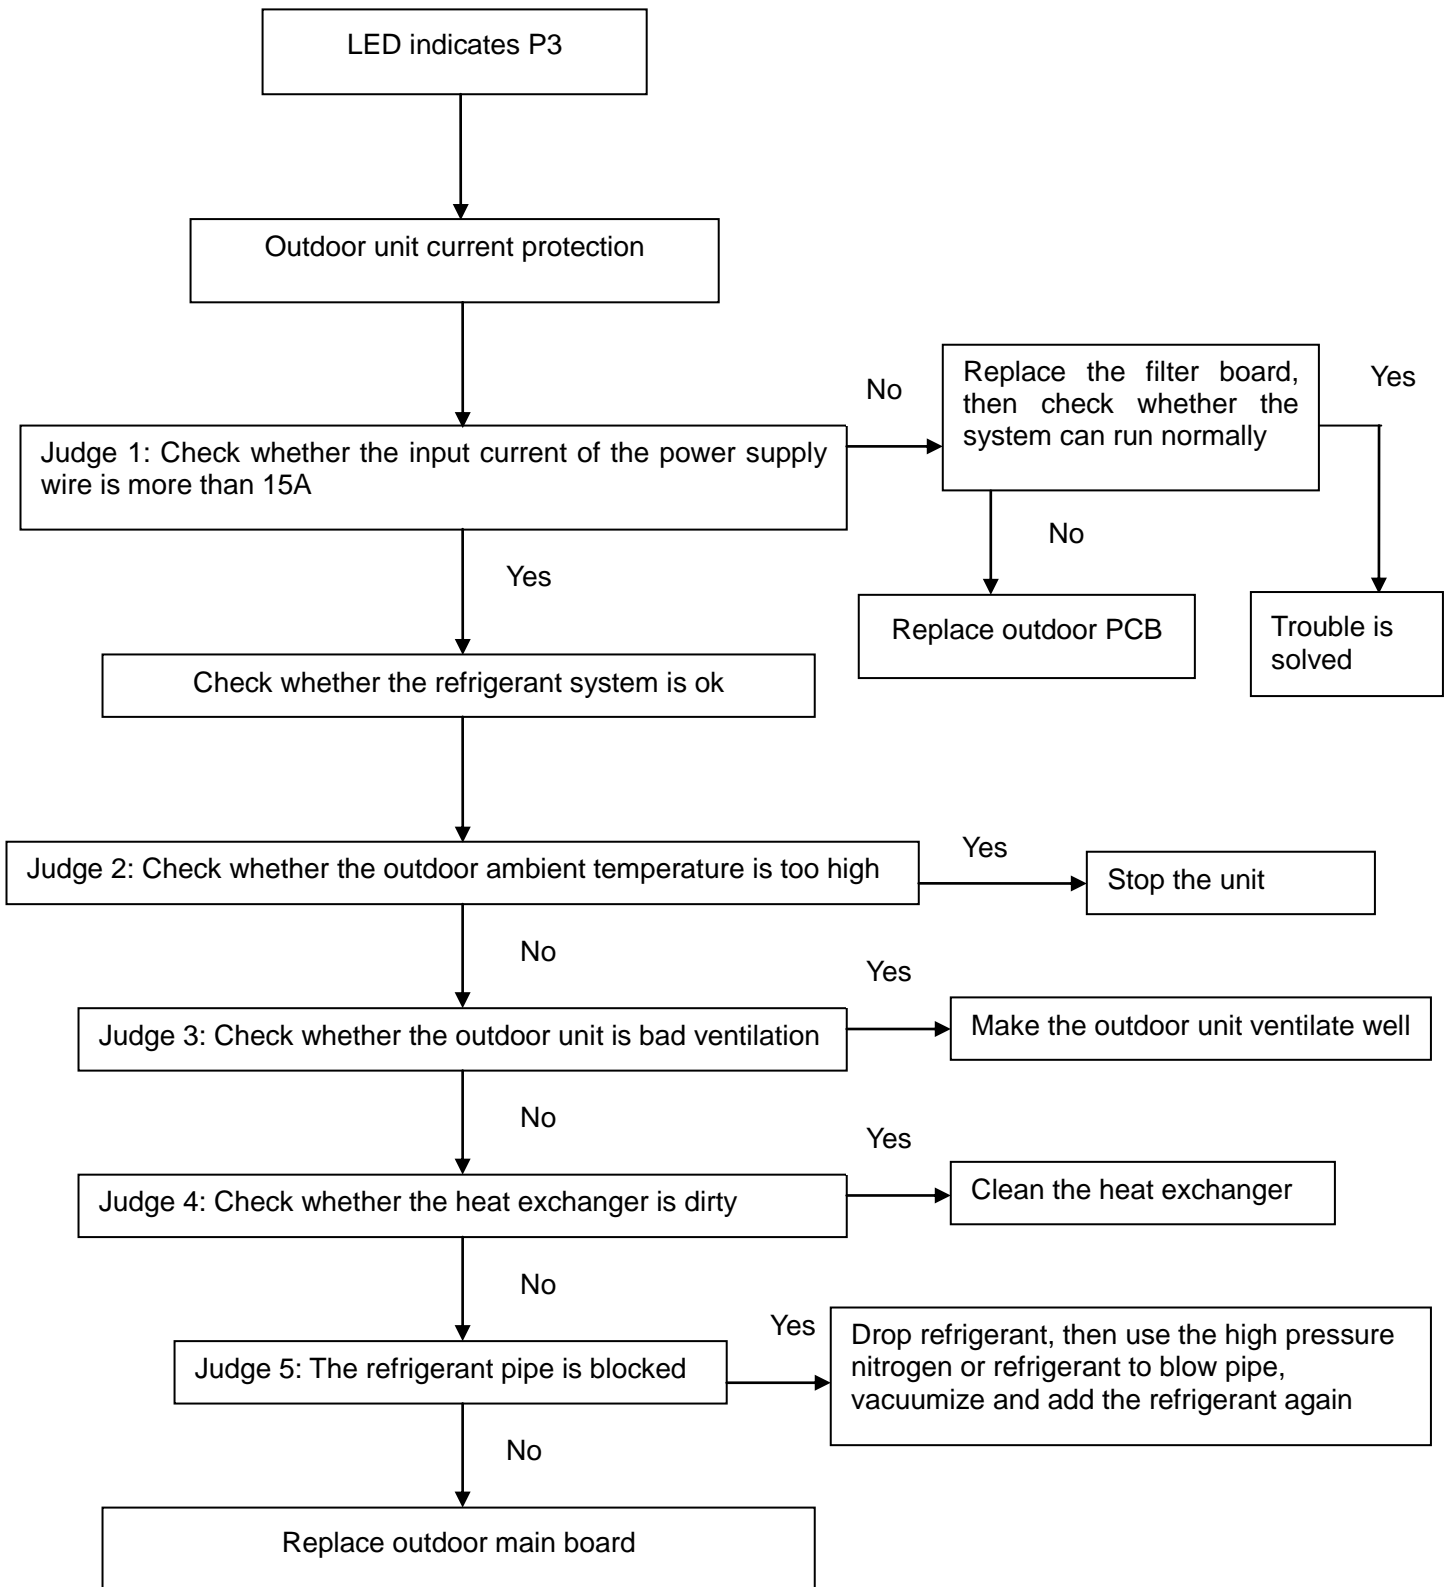 LED indicates P3
Outdoor unit current protection
No
Replace the filter board,
then check whether the
system can run normally
Yes
Judge 1: Check whether the input current of the power supply
wire is more than 15A
No
Yes
Replace outdoor PCB
Trouble is
solved
Check whether the refrigerant system is ok
Judge 2: Check whether the outdoor ambient temperature is too high
Yes
Stop the unit
No
Yes
Judge 3: Check whether the outdoor unit is bad ventilation
Make the outdoor unit ventilate well
No
Yes
Judge 4: Check whether the heat exchanger is dirty
Clean the heat exchanger
No
Yes
Judge 5: The refrigerant pipe is blocked
Drop refrigerant, then use the high pressure
nitrogen or refrigerant to blow pipe,
vacuumize and add the refrigerant again
No
Replace outdoor main board